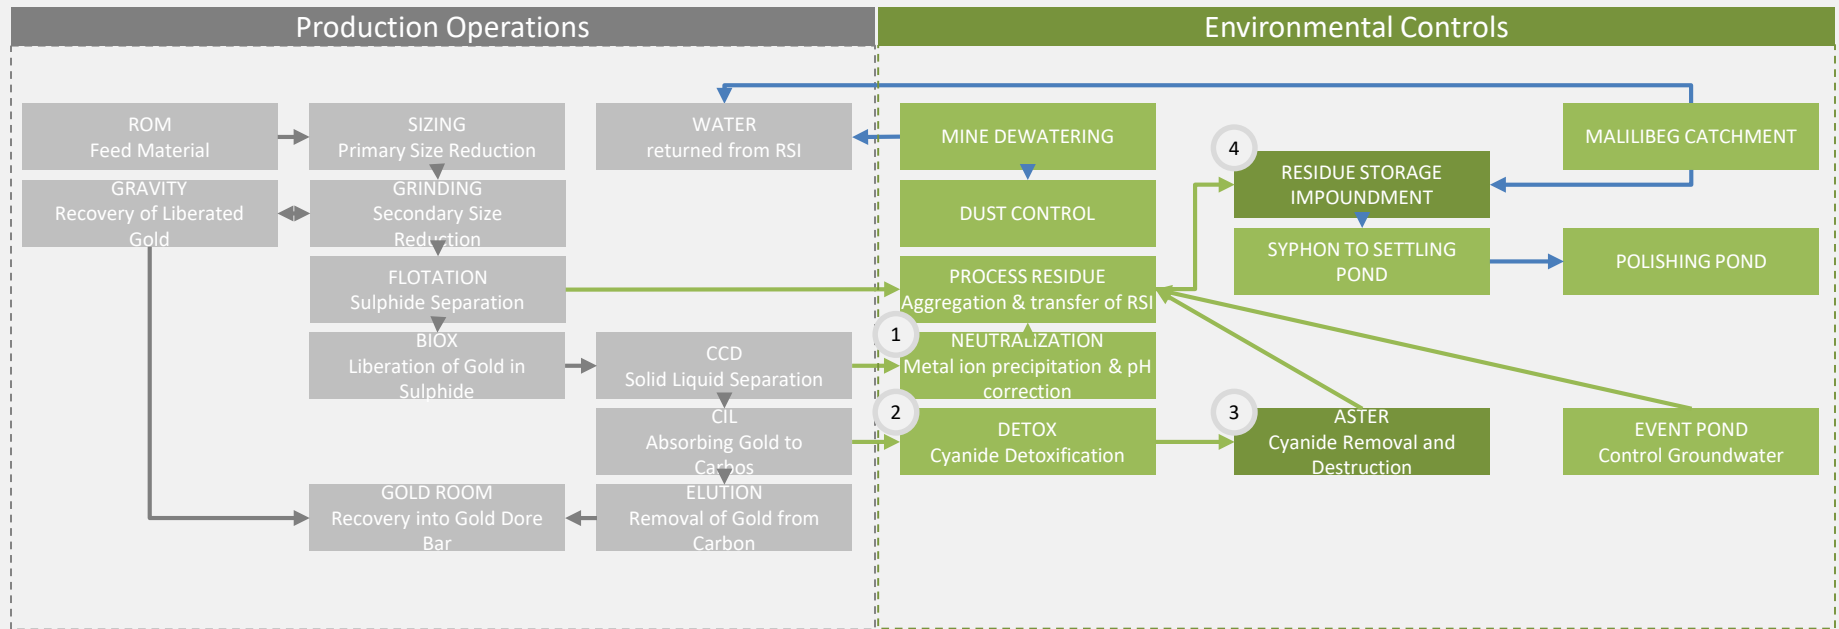 Production Operations
Environmental Controls
ROM
Feed Material
SIZING
Primary Size Reduction
WATER
returned from RSI
GRAVITY
Recovery of Liberated
Gold
GRINDING
Secondary Size
Reduction
FLOTATION
Sulphide Separation
BIOX
Liberation of Gold in
Sulphide
CCD
Solid Liquid Separation
CIL
Absorbing Gold to
Carbos
GOLD ROOM
Recovery into Gold Dore
Bar
ELUTION
Removal of Gold from
Carbon
MINE DEWATERING
DUST CONTROL
PROCESS RESIDUE
Aggregation & transfer of RSI
1
NEUTRALIZATION
Metal ion precipitation & pH
correction
2
DETOX
Cyanide Detoxification
4
RESIDUE STORAGE
IMPOUNDMENT
SYPHON TO SETTLING
POND
3
ASTER
Cyanide Removal and
Destruction
MALILIBEG CATCHMENT
POLISHING POND
EVENT POND
Control Groundwater